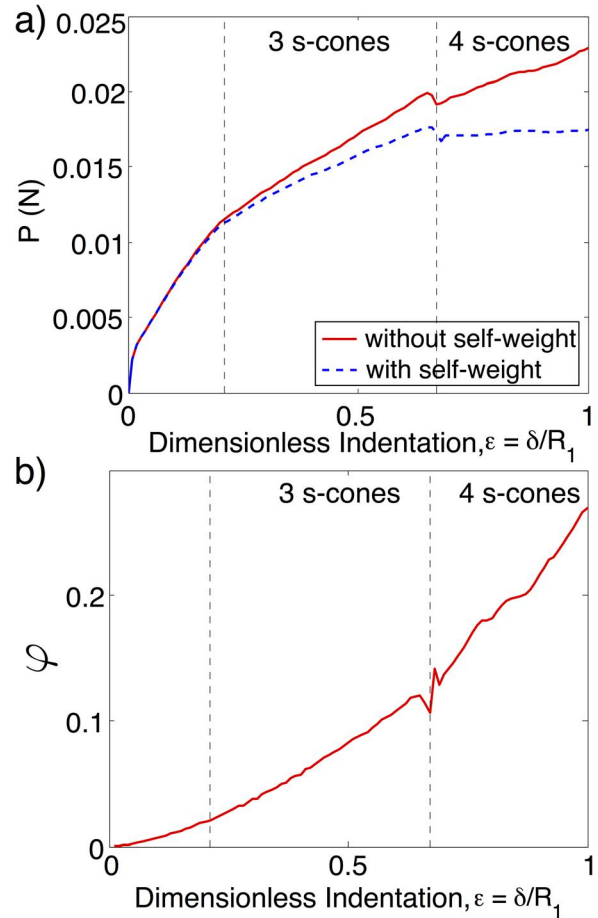 a)
0.025
3 s-cones
4 s-cones
0.02
0.015
P (N)
0.01
0.005
without self-weight
with self-weight
0
0
0.5
1
Dimensionless Indentation,ε = δ/R₁
b)
3 s-cones
4 s-cones
0.2
φ
0.1
0
0
0.5
1
Dimensionless Indentation,ε = δ/R₁